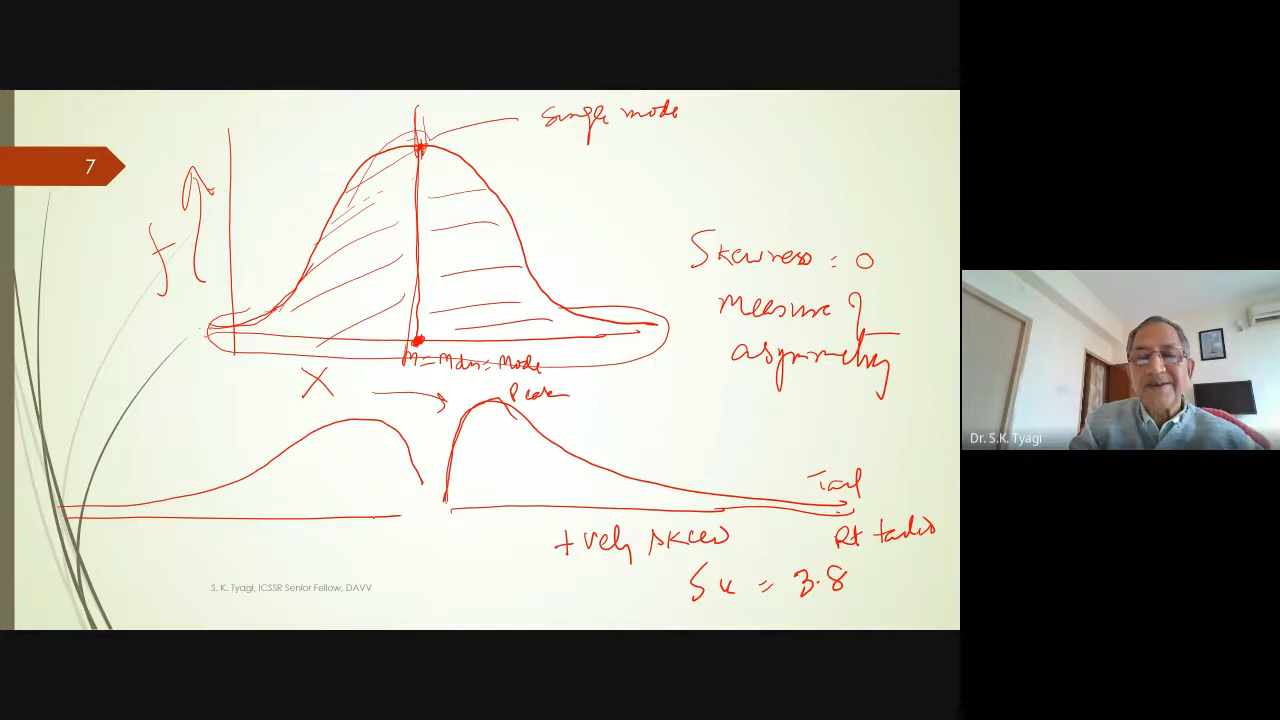 7
single mode
f
Skewness = 0
measure of
asymmetry
M = Mdn = Mode
X
Peak
Tail
+vely skew
Rt tailed
Sk = 3.8
S. K. Tyagi, ICSSR Senior Fellow, DAVV
Dr. S.K. Tyagi